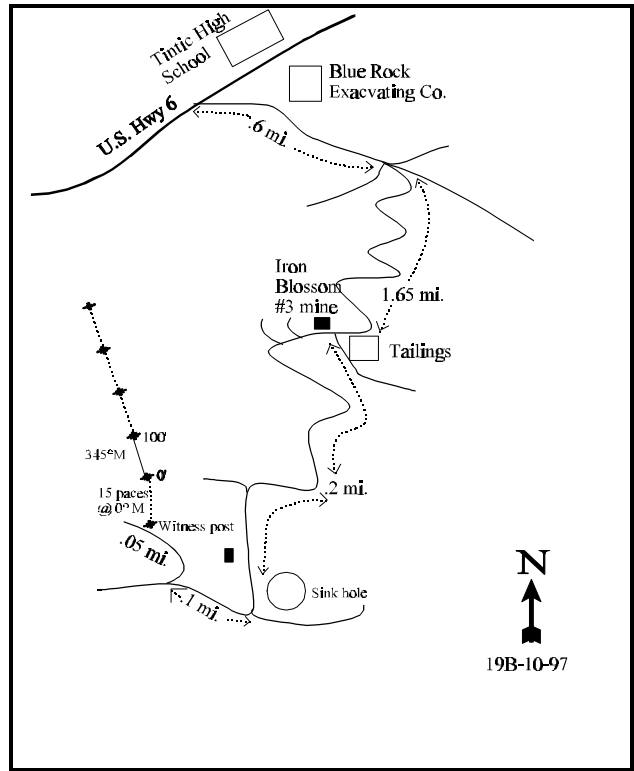 Tintic High
School
Blue Rock
Exacvating Co.
U.S. Hwy 6
.6 mi.
Iron
Blossom
#3 mine
1.65 mi.
Tailings
100'
345°M
0'
15 paces
@ 0° M
.2 mi.
Witness post
.05 mi.
Sink hole
.1 mi.
N
19B-10-97